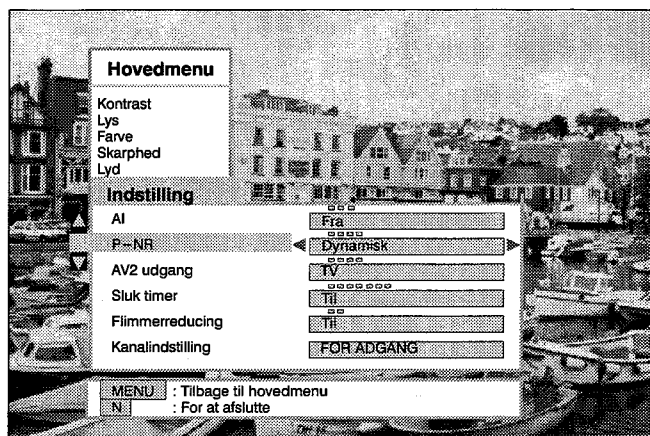 Hovedmenu
Kontrast
Lys
Farve
Skarphed
Lyd
Indstilling
AI Fra
P-NR Dynamisk
AV2 udgang TV
Sluk timer Til
Flimmerreducing Til
Kanalindstilling FOR ADGANG
MENU : Tilbage til hovedmenu
N : For at afslutte